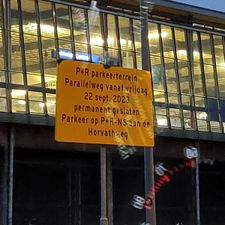 P+R parkeerterrein
Parallelweg vanaf vrijdag
22 sept. 2023
permanent gesloten
Parkeer op P+R-NS aan de
Horvathweg